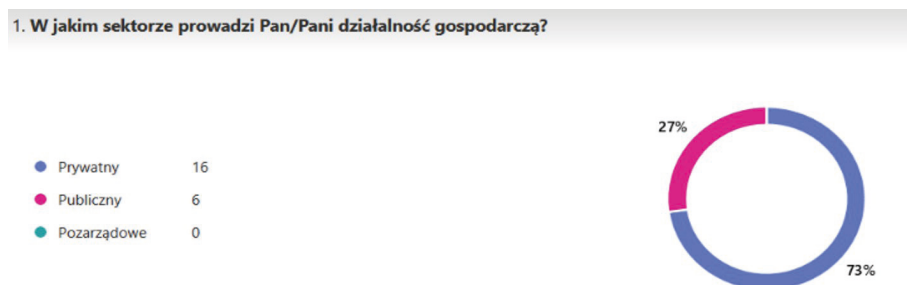 1. W jakim sektorze prowadzi Pan/Pani działalność gospodarczą?
27%
Prywatny 16
Publiczny 6
Pozarządowe 0
73%